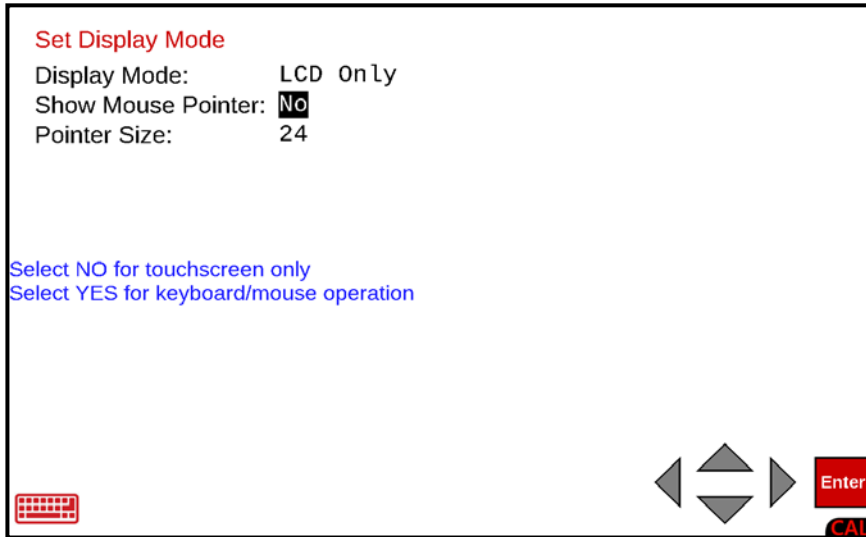 Set Display Mode
Display Mode: LCD Only
Show Mouse Pointer: No
Pointer Size: 24
Select NO for touchscreen only
Select YES for keyboard/mouse operation
Enter
CAL